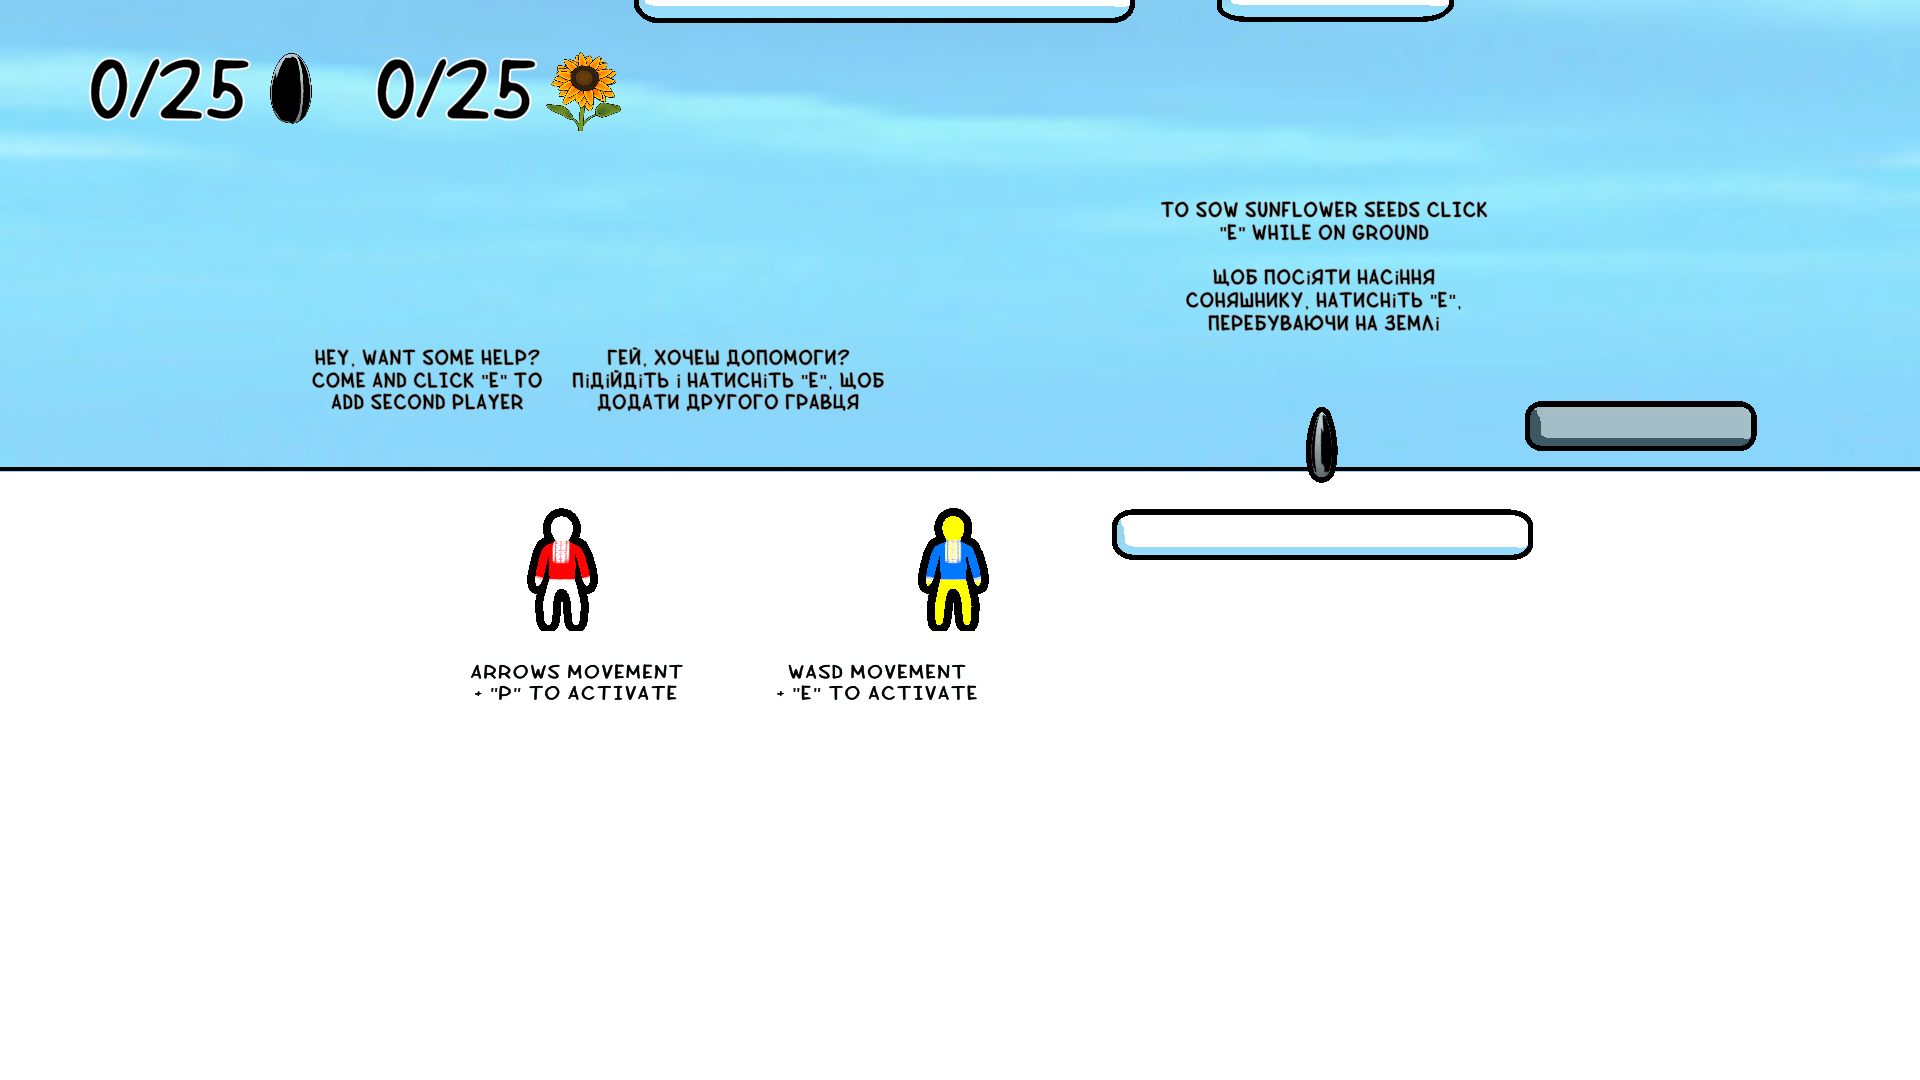 0/25 0/25
TO SOW SUNFLOWER SEEDS CLICK
"E" WHILE ON GROUND
ЩОБ ПОСіЯТИ НАСіННЯ
СОНЯШНИКУ, НАТИСНіТЬ "Е",
ПЕРЕБУВАЮЧИ НА ЗЕМЛі
HEY, WANT SOME HELP?
COME AND CLICK "E" TO
ADD SECOND PLAYER
ГЕЙ, ХОЧЕШ ДОПОМОГИ?
ПіДіЙДіТЬ і НАТИСНіТЬ "Е", ЩОБ
ДОДАТИ ДРУГОГО ГРАВЦЯ
ARROWS MOVEMENT
+ "P" TO ACTIVATE
WASD MOVEMENT
+ "E" TO ACTIVATE